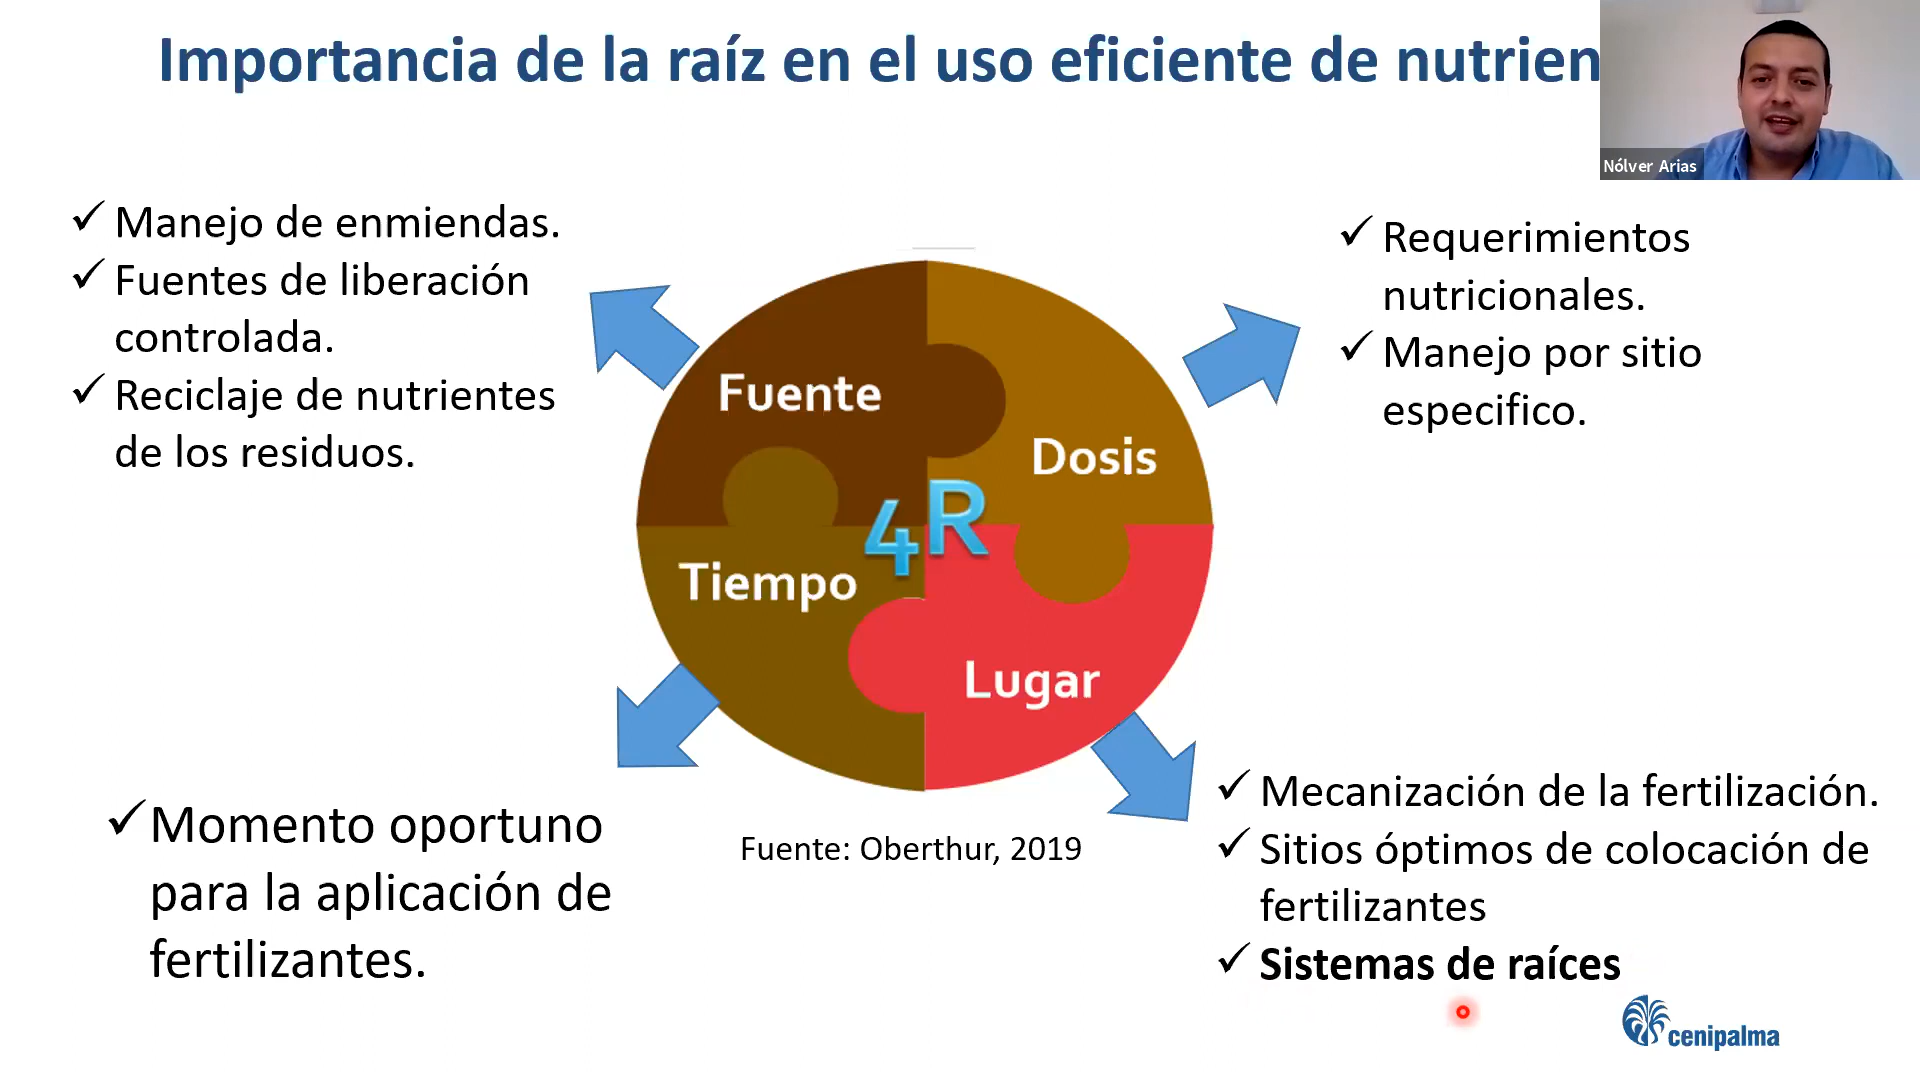 Importancia de la raíz en el uso eficiente de nutrien
Nólver Arias
✓ Manejo de enmiendas.
✓ Fuentes de liberación
controlada.
✓ Reciclaje de nutrientes
de los residuos.
✓ Requerimientos
nutricionales.
✓ Manejo por sitio
especifico.
Fuente
Dosis
4R
Tiempo
Lugar
✓ Momento oportuno
para la aplicación de
fertilizantes.
Fuente: Oberthur, 2019
✓ Mecanización de la fertilización.
✓ Sitios óptimos de colocación de
fertilizantes
✓ Sistemas de raíces
cenipalma